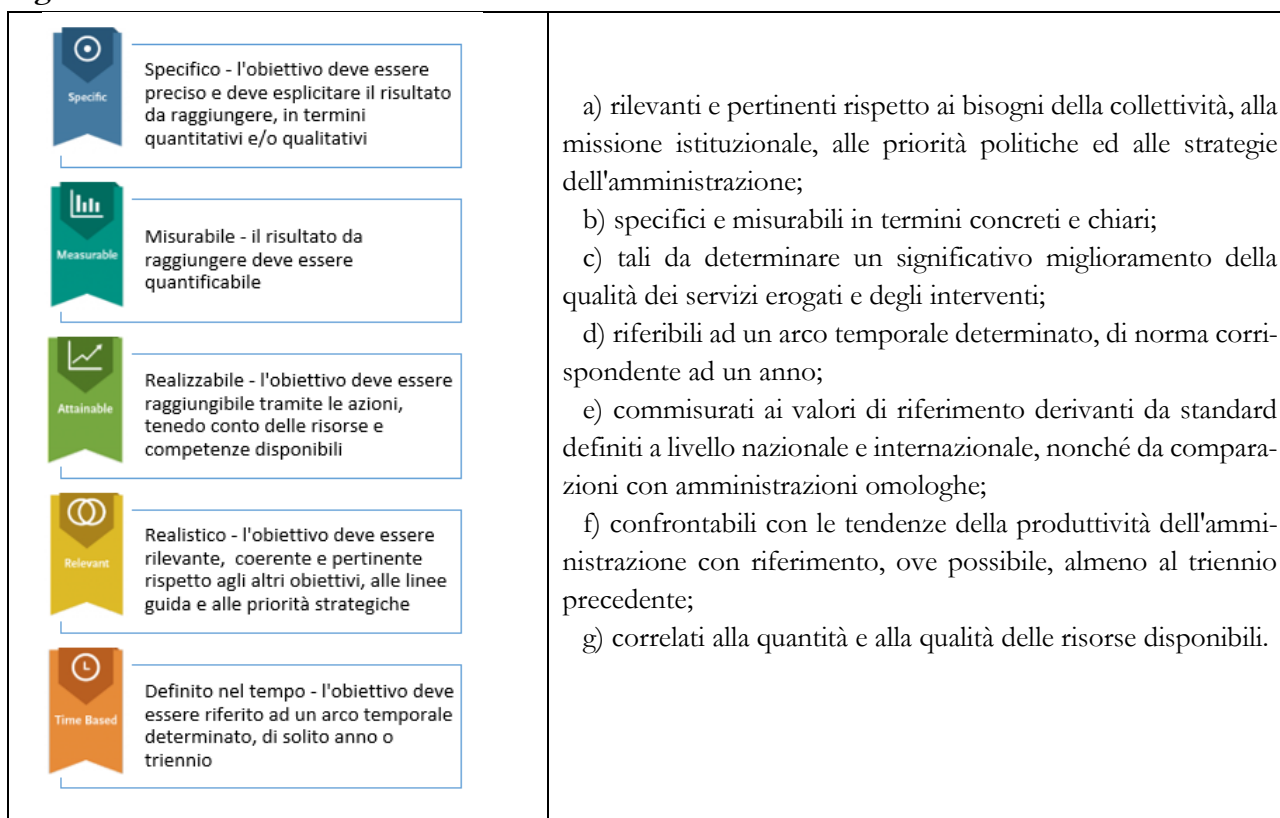 Specific
Specifico - l'obiettivo deve essere
preciso e deve esplicitare il risultato
da raggiungere, in termini
quantitativi e/o qualitativi
Measurable
Misurabile - il risultato da
raggiungere deve essere
quantificabile
Attainable
Realizzabile - l'obiettivo deve essere
raggiungibile tramite le azioni,
tenedo conto delle risorse e
competenze disponibili
Relevant
Realistico - l'obiettivo deve essere
rilevante, coerente e pertinente
rispetto agli altri obiettivi, alle linee
guida e alle priorità strategiche
Time Based
Definito nel tempo - l'obiettivo deve
essere riferito ad un arco temporale
determinato, di solito anno o
triennio
a) rilevanti e pertinenti rispetto ai bisogni della collettività, alla
missione istituzionale, alle priorità politiche ed alle strategie
dell'amministrazione;
b) specifici e misurabili in termini concreti e chiari;
c) tali da determinare un significativo miglioramento della
qualità dei servizi erogati e degli interventi;
d) riferibili ad un arco temporale determinato, di norma corri-
spondente ad un anno;
e) commisurati ai valori di riferimento derivanti da standard
definiti a livello nazionale e internazionale, nonché da compara-
zioni con amministrazioni omologhe;
f) confrontabili con le tendenze della produttività dell'ammi-
nistrazione con riferimento, ove possibile, almeno al triennio
precedente;
g) correlati alla quantità e alla qualità delle risorse disponibili.